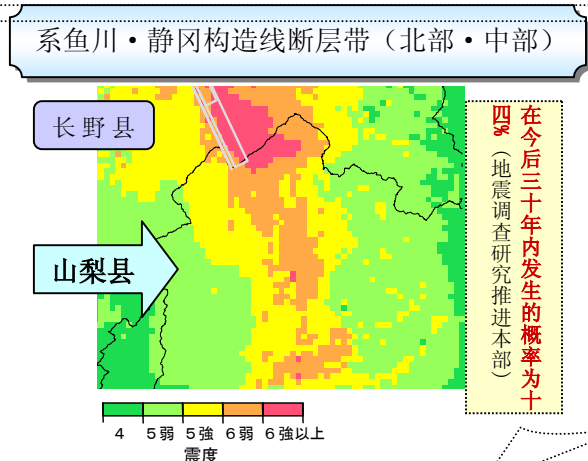 系鱼川・静冈构造线断层带（北部・中部）
长野县
山梨县
在今后三十年内发生的概率为十
四%（地震调查研究推进本部）
4 5弱 5強 6弱 6強以上
震度